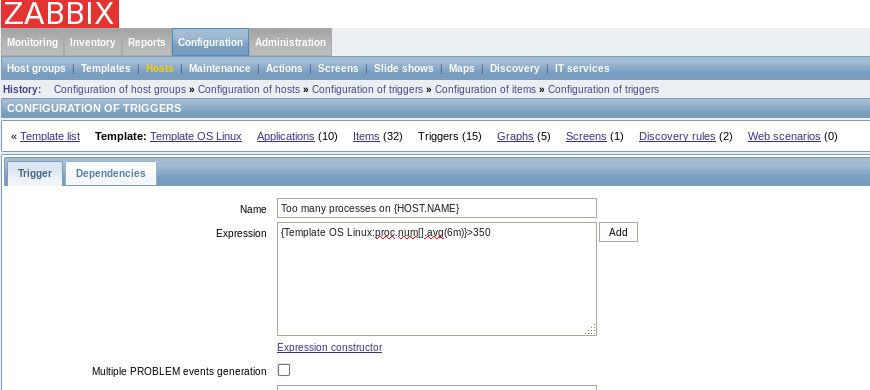 ZABBIX
Monitoring Inventory Reports Configuration Administration
Host groups | Templates | Hosts | Maintenance | Actions | Screens | Slide shows | Maps | Discovery | IT services
History: Configuration of host groups » Configuration of hosts » Configuration of triggers » Configuration of items » Configuration of triggers
CONFIGURATION OF TRIGGERS
« Template list Template: Template OS Linux Applications (10) Items (32) Triggers (15) Graphs (5) Screens (1) Discovery rules (2) Web scenarios (0)
Trigger Dependencies
Name Too many processes on {HOST.NAME}
Expression {Template OS Linux:proc.num[].avg(6m)}>350 Add
Expression constructor
Multiple PROBLEM events generation